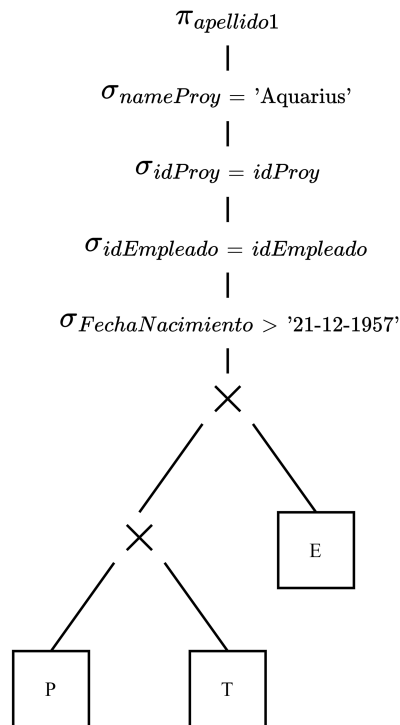 π apellido1
σ nameProy = 'Aquarius'
σ idProy = idProy
σ idEmpleado = idEmpleado
σ FechaNacimiento > '21-12-1957'
×
×
E
P
T